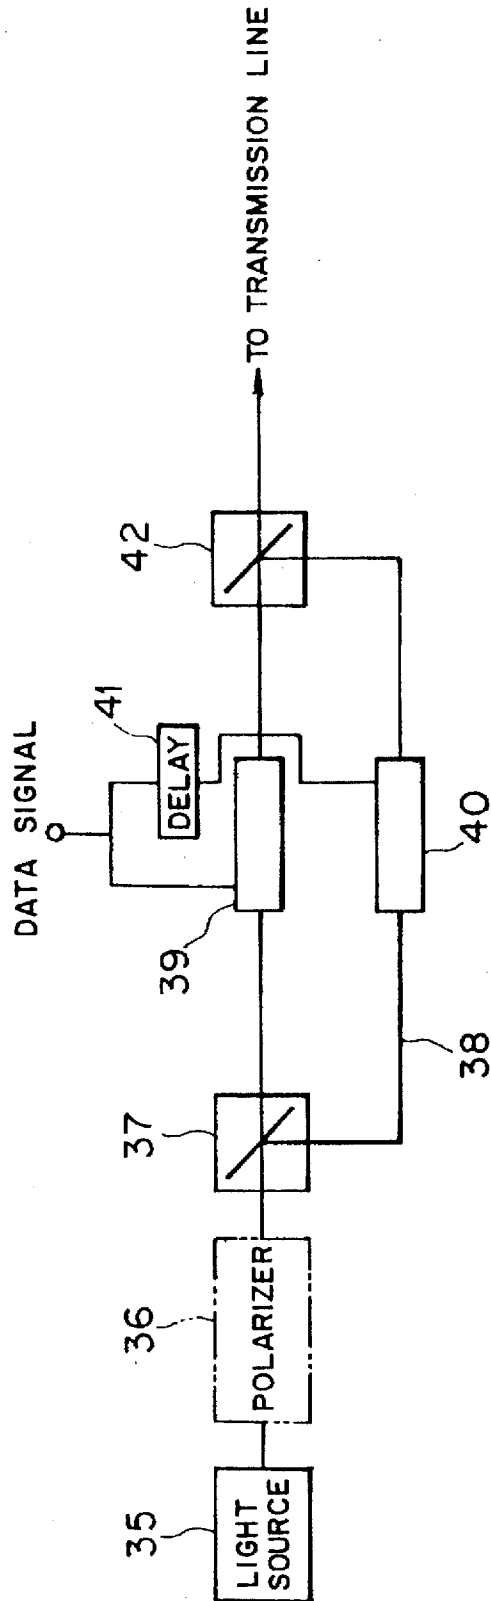 DATA SIGNAL
41
DELAY
39
42
TO TRANSMISSION LINE
35
LIGHT
SOURCE
36
POLARIZER
37
38
40